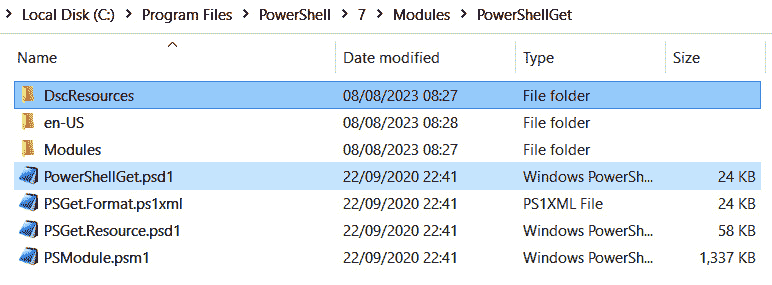 Local Disk (C:) > Program Files > PowerShell > 7 > Modules > PowerShellGet
Name Date modified Type Size
DscResources 08/08/2023 08:27 File folder
en-US 08/08/2023 08:28 File folder
Modules 08/08/2023 08:27 File folder
PowerShellGet.psd1 22/09/2020 22:41 Windows PowerSh... 24 KB
PSGet.Format.ps1xml 22/09/2020 22:41 PS1XML File 24 KB
PSGet.Resource.psd1 22/09/2020 22:41 Windows PowerSh... 58 KB
PSModule.psm1 22/09/2020 22:41 Windows PowerSh... 1,337 KB